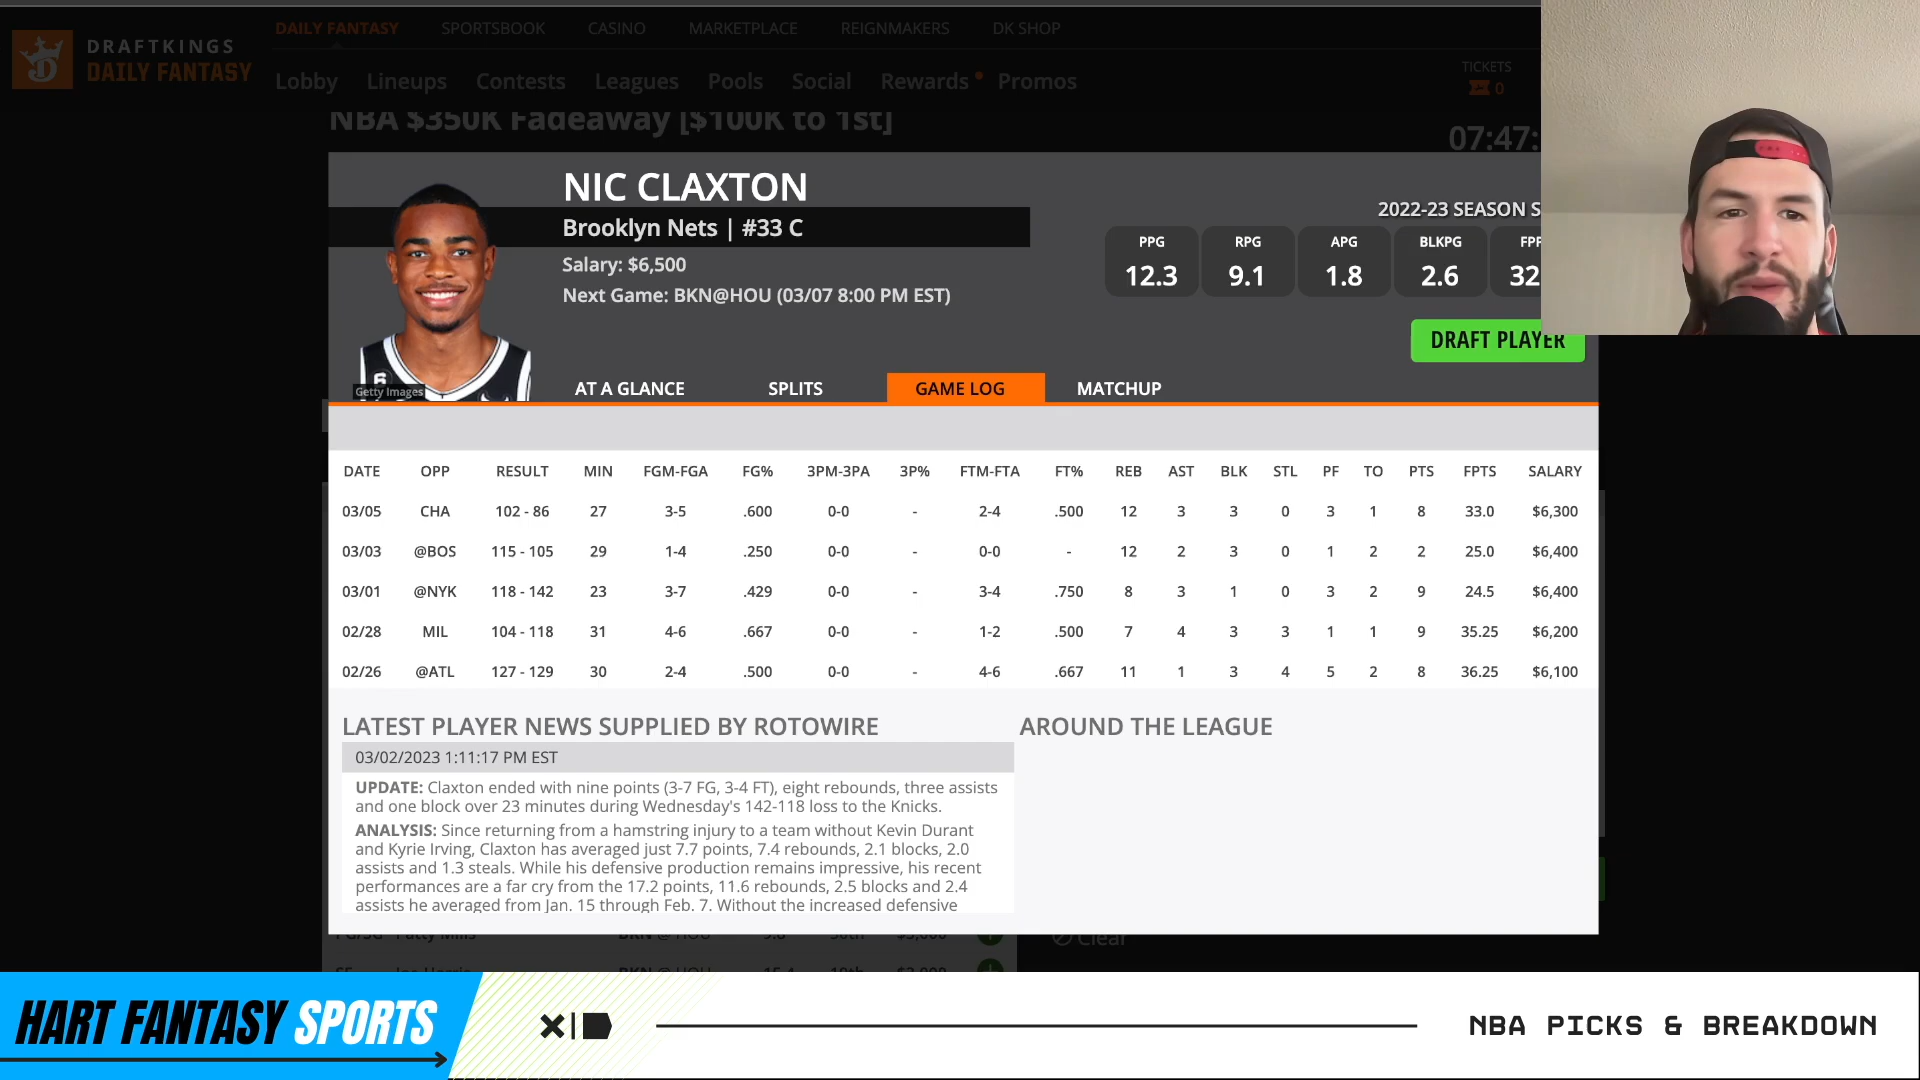 DAILY FANTASY SPORTSBOOK CASINO MARKETPLACE REIGNMAKERS DK SHOP
DRAFTKINGS
DAILY FANTASY
Lobby Lineups Contests Leagues Pools Social Rewards Promos
TICKETS
0
NBA $350K Fadeaway [$100K to 1st]
07:47:
NIC CLAXTON
Brooklyn Nets | #33 C
Salary: $6,500
Next Game: BKN@HOU (03/07 8:00 PM EST)
2022-23 SEASON S
PPG RPG APG BLKPG FPP
12.3 9.1 1.8 2.6 32
DRAFT PLAYER
Getty Images
AT A GLANCE SPLITS GAME LOG MATCHUP
DATE OPP RESULT MIN FGM-FGA FG% 3PM-3PA 3P% FTM-FTA FT% REB AST BLK STL PF TO PTS FPTS SALARY
03/05 CHA 102 - 86 27 3-5 .600 0-0 - 2-4 .500 12 3 3 0 3 1 8 33.0 $6,300
03/03 @BOS 115 - 105 29 1-4 .250 0-0 - 0-0 - 12 2 3 0 1 2 2 25.0 $6,400
03/01 @NYK 118 - 142 23 3-7 .429 0-0 - 3-4 .750 8 3 1 0 3 2 9 24.5 $6,400
02/28 MIL 104 - 118 31 4-6 .667 0-0 - 1-2 .500 7 4 3 3 1 1 9 35.25 $6,200
02/26 @ATL 127 - 129 30 2-4 .500 0-0 - 4-6 .667 11 1 3 4 5 2 8 36.25 $6,100
LATEST PLAYER NEWS SUPPLIED BY ROTOWIRE
AROUND THE LEAGUE
03/02/2023 1:11:17 PM EST
UPDATE: Claxton ended with nine points (3-7 FG, 3-4 FT), eight rebounds, three assists
and one block over 23 minutes during Wednesday's 142-118 loss to the Knicks.
ANALYSIS: Since returning from a hamstring injury to a team without Kevin Durant
and Kyrie Irving, Claxton has averaged just 7.7 points, 7.4 rebounds, 2.1 blocks, 2.0
assists and 1.3 steals. While his defensive production remains impressive, his recent
performances are a far cry from the 17.2 points, 11.6 rebounds, 2.5 blocks and 2.4
assists he averaged from Jan. 15 through Feb. 7. Without the increased defensive
Clear
HART FANTASY SPORTS
NBA PICKS & BREAKDOWN